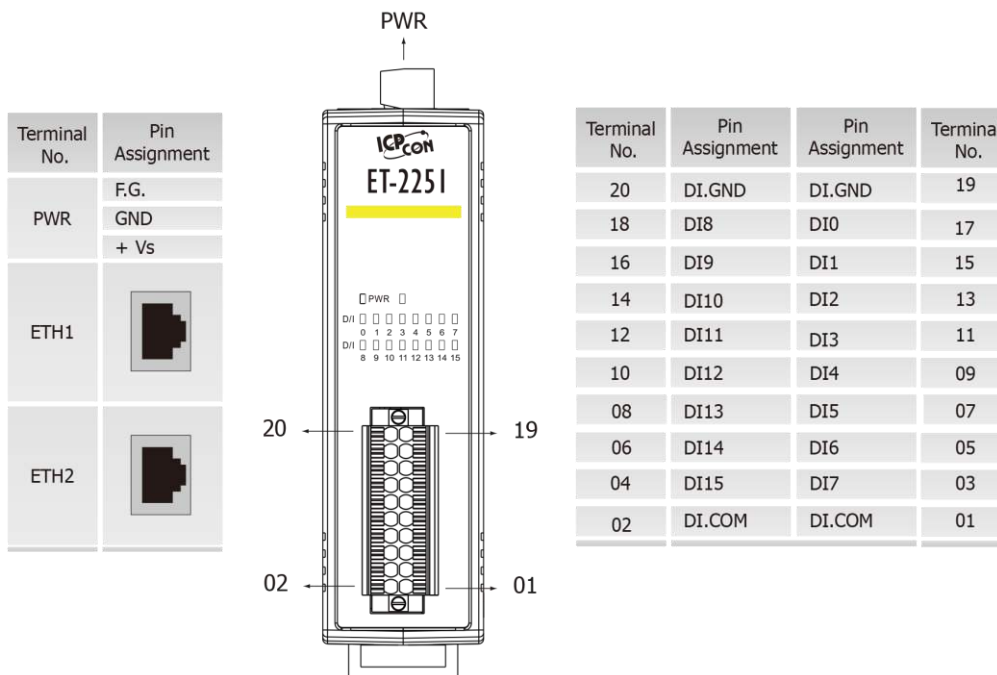 PWR
Terminal No. Pin Assignment
PWR F.G.
GND
+ Vs
ETH1
ETH2
ICP CON
ET-2251
PWR
D/I
0 1 2 3 4 5 6 7
D/I
8 9 10 11 12 13 14 15
20 19
02 01
Terminal No. Pin Assignment Pin Assignment Terminal No.
20 DI.GND DI.GND 19
18 DI8 DI0 17
16 DI9 DI1 15
14 DI10 DI2 13
12 DI11 DI3 11
10 DI12 DI4 09
08 DI13 DI5 07
06 DI14 DI6 05
04 DI15 DI7 03
02 DI.COM DI.COM 01